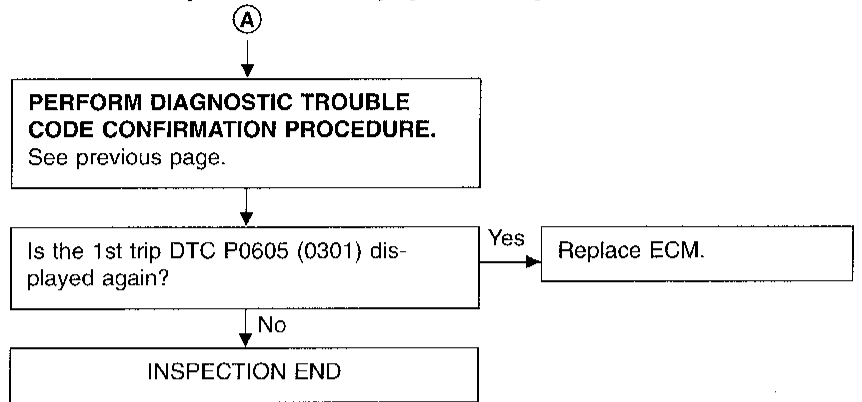 A
PERFORM DIAGNOSTIC TROUBLE
CODE CONFIRMATION PROCEDURE.
See previous page.
Is the 1st trip DTC P0605 (0301) dis-
played again?
Yes
Replace ECM.
No
INSPECTION END